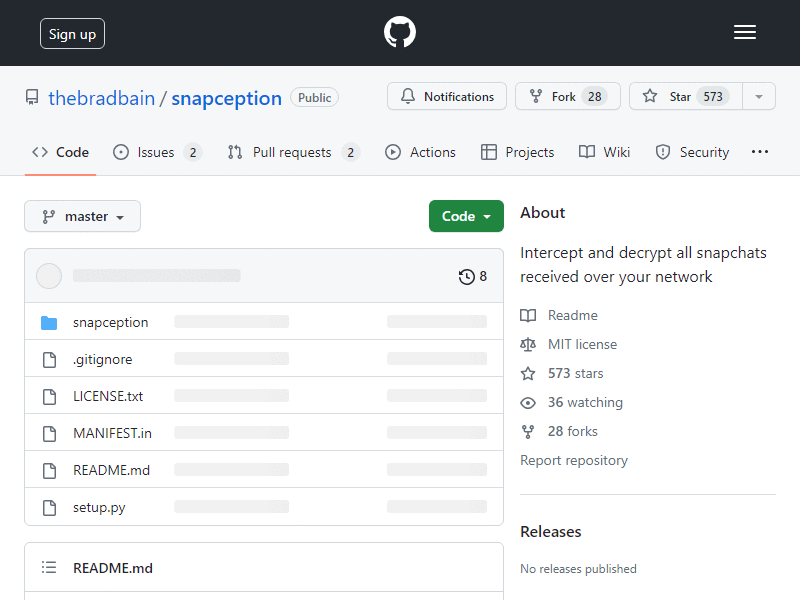 Sign up
thebradbain / snapception Public
Notifications Fork 28 Star 573
Code Issues 2 Pull requests 2 Actions Projects Wiki Security
master
Code
8
snapception
.gitignore
LICENSE.txt
MANIFEST.in
README.md
setup.py
README.md
About
Intercept and decrypt all snapchats
received over your network
Readme
MIT license
573 stars
36 watching
28 forks
Report repository
Releases
No releases published